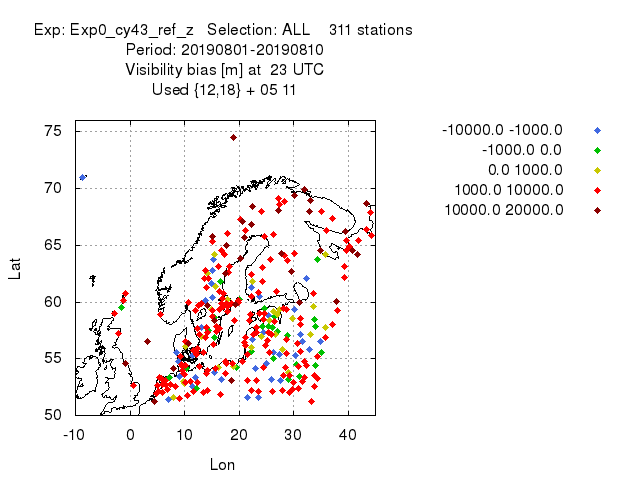 Exp: Exp0_cy43_ref_z   Selection: ALL    311 stations
Period: 20190801-20190810
Visibility bias [m] at  23 UTC
Used {12,18} + 05 11
-10000.0 -1000.0
-1000.0 0.0
0.0 1000.0
1000.0 10000.0
10000.0 20000.0
75
70
65
60
55
50
Lat
-10 0 10 20 30 40
Lon